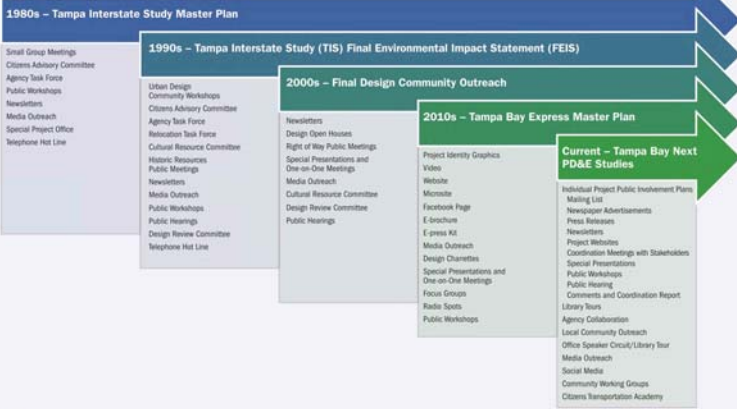 1980s – Tampa Interstate Study Master Plan
Small Group Meetings
Citizens Advisory Committee
Agency Task Force
Public Workshops
Newsletters
Media Outreach
Special Project Office
Telephone Hot Line
1990s – Tampa Interstate Study (TIS) Final Environmental Impact Statement (FEIS)
Urban Design
Community Workshops
Citizens Advisory Committee
Agency Task Force
Relocation Task Force
Cultural Resource Committee
Historic Resources
Public Meetings
Newsletters
Media Outreach
Public Workshops
Public Hearings
Design Review Committee
Telephone Hot Line
2000s – Final Design Community Outreach
Newsletters
Design Open Houses
Right of Way Public Meetings
Special Presentations and
One-on-One Meetings
Media Outreach
Cultural Resource Committee
Design Review Committee
Public Hearings
2010s – Tampa Bay Express Master Plan
Project Identity Graphics
Video
Website
Microsite
Facebook Page
E-brochure
E-press Kit
Media Outreach
Design Charrettes
Special Presentations and
One-on-One Meetings
Focus Groups
Radio Spots
Public Workshops
Current – Tampa Bay Next
PD&E Studies
Individual Project Public Involvement Plans
Mailing List
Newspaper Advertisements
Press Releases
Newsletters
Project Websites
Coordination Meetings with Stakeholders
Special Presentations
Public Workshops
Public Hearing
Comments and Coordination Report
Library Tours
Agency Collaboration
Local Community Outreach
Office Speaker Circuit/Library Tour
Media Outreach
Social Media
Community Working Groups
Citizens Transportation Academy